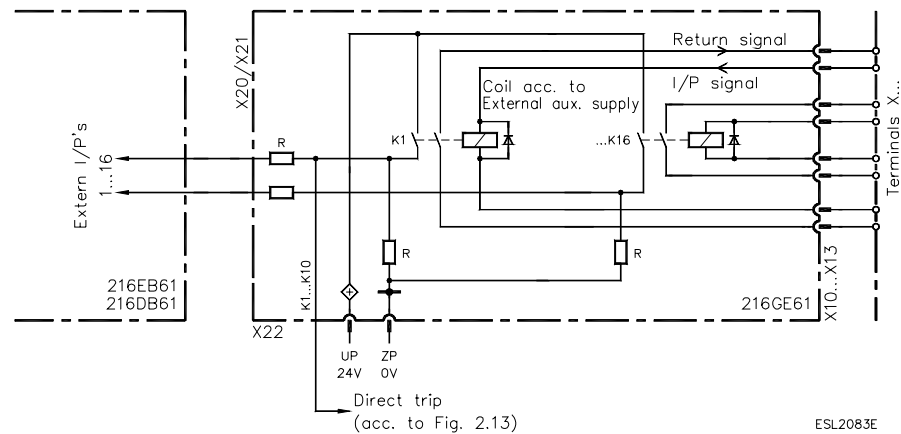 Return signal
I/P signal
Coil acc. to
External aux. supply
X20/X21
K1
...K16
R
Extern I/P's
1...16
Terminals X...
R
R
K1...K10
216EB61
216DB61
216GE61
X10...X13
X22
UP
24V
ZP
0V
Direct trip
(acc. to Fig. 2.13)
ESL2083E